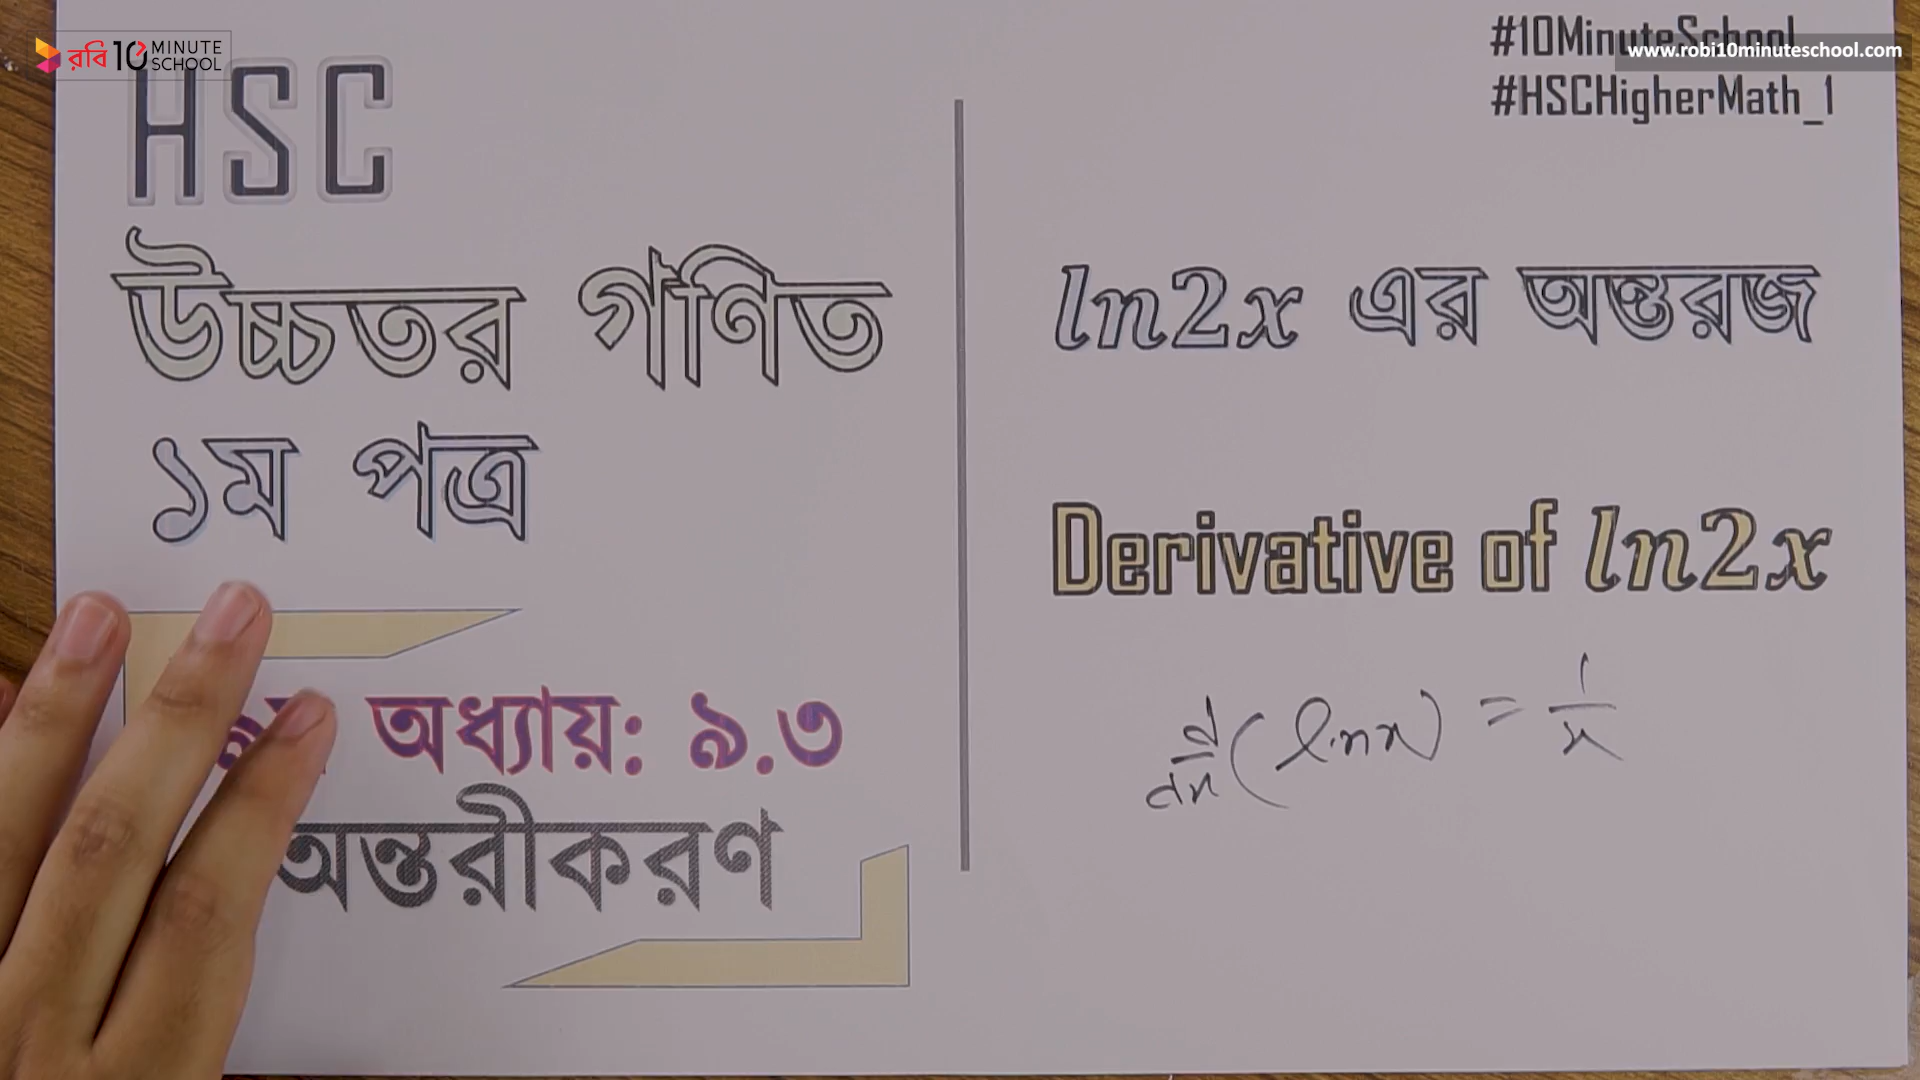 রবি 10 MINUTE SCHOOL
#10MinuteSchool
www.robi10minuteschool.com
#HSCHigherMath_1
HSC
উচ্চতর গণিত
১ম পত্র
অধ্যায়: ৯.৩
অন্তরীকরণ
ln2x এর অন্তরজ
Derivative of ln2x
d/dx (ln x) = 1/x